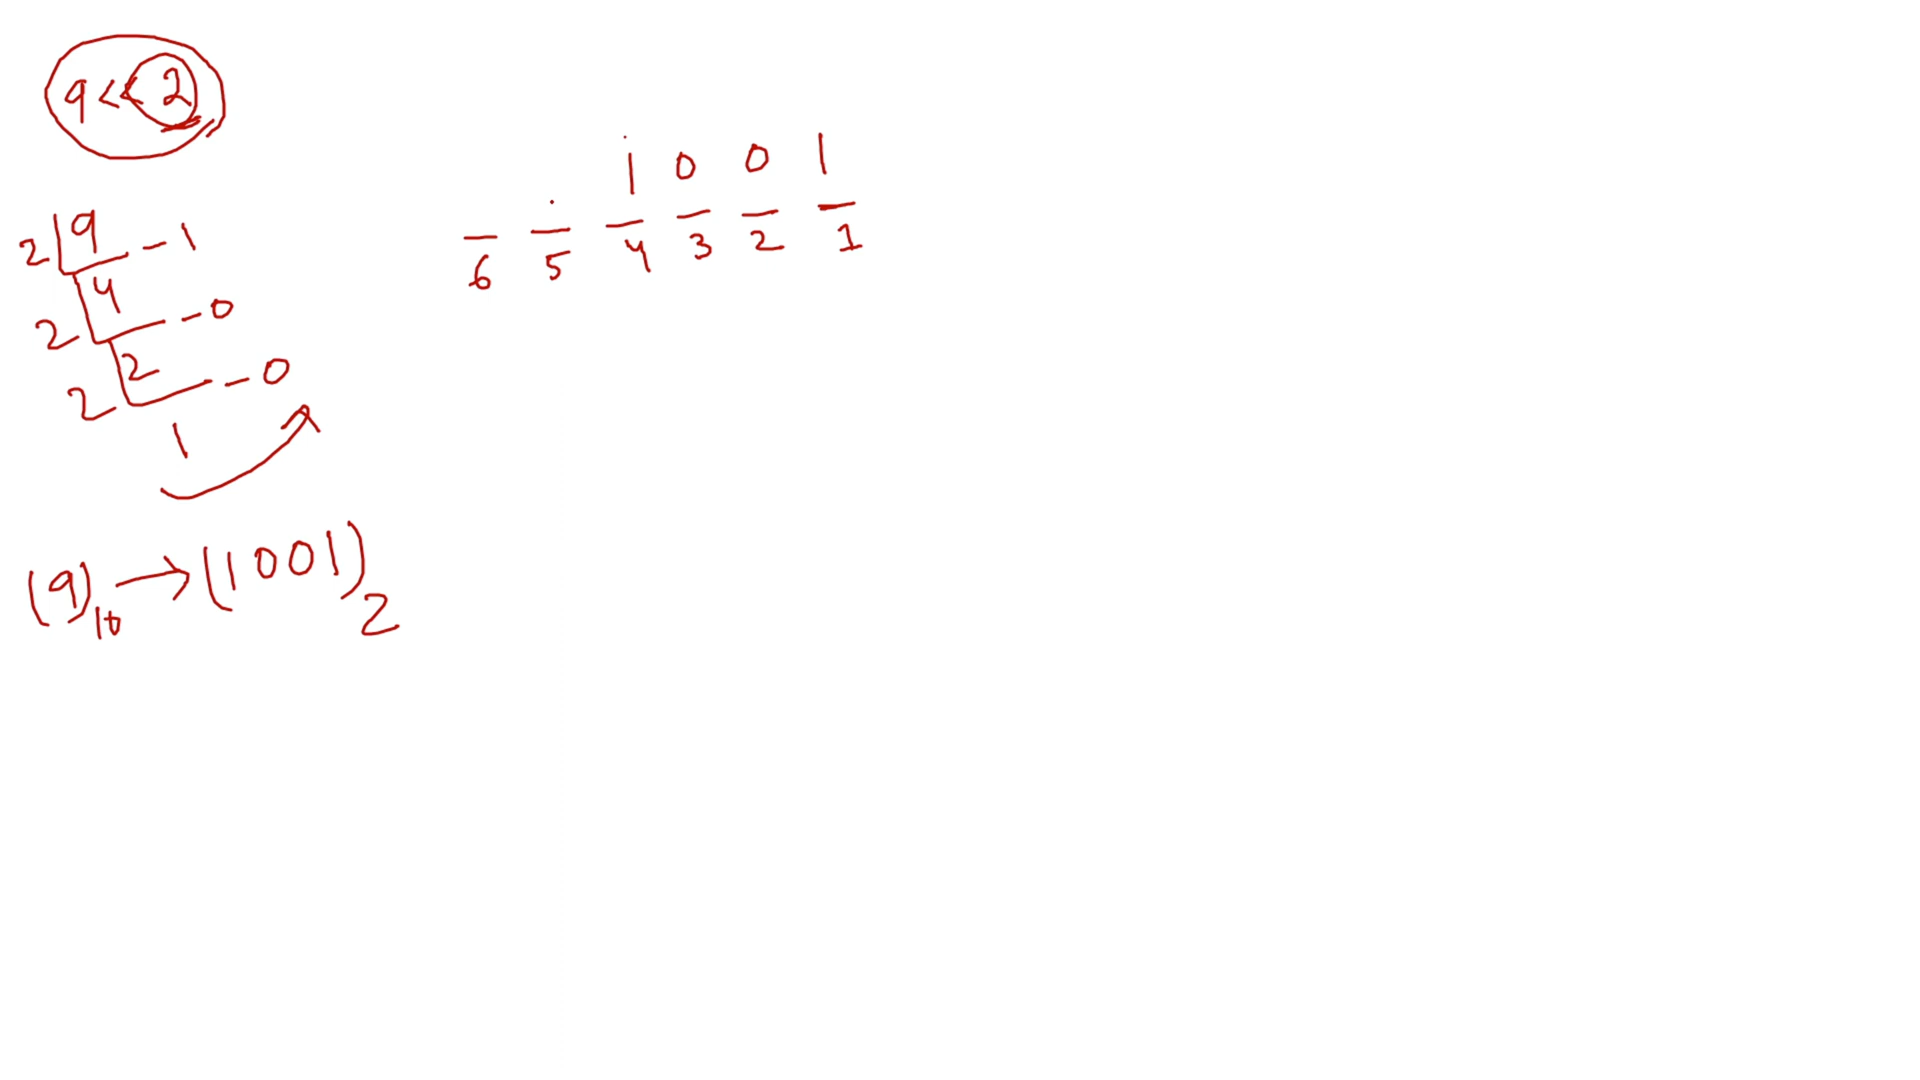 9<<2
1 0 0 1
6 5 4 3 2 1
2 9 - 1
2 4 - 0
2 2 - 0
1
(9)10 → (1001)2